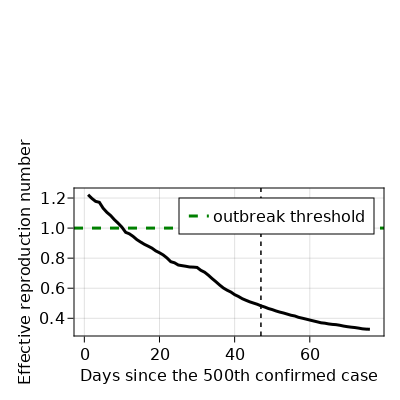 Effective reproduction number
1.2
1.0
0.8
0.6
0.4
outbreak threshold
0 20 40 60
Days since the 500th confirmed case